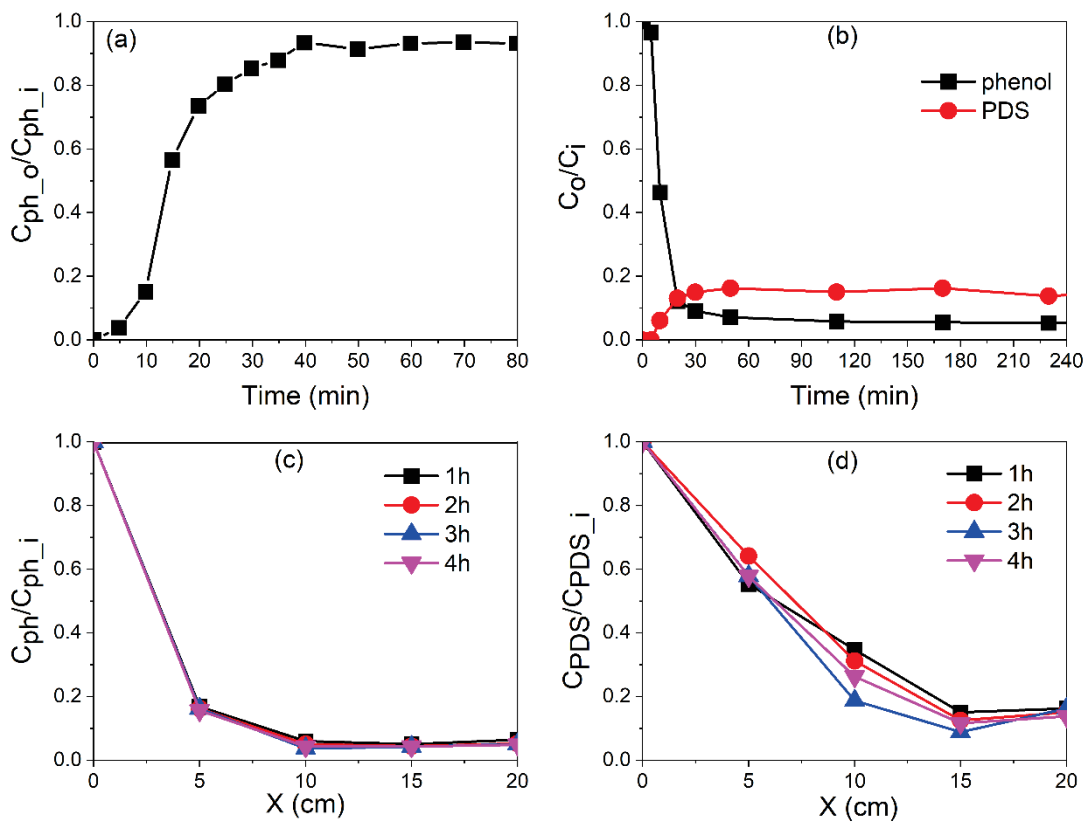 (a)
Cph_o/Cph_i
1.0
0.8
0.6
0.4
0.2
0.0
0 10 20 30 40 50 60 70 80
Time (min)
(b)
phenol
PDS
Co/Ci
1.0
0.8
0.6
0.4
0.2
0.0
0 30 60 90 120 150 180 210 240
Time (min)
(c)
1h
2h
3h
4h
Cph/Cph_i
1.0
0.8
0.6
0.4
0.2
0.0
0 5 10 15 20
X (cm)
(d)
1h
2h
3h
4h
CPDS/CPDS_i
1.0
0.8
0.6
0.4
0.2
0.0
0 5 10 15 20
X (cm)